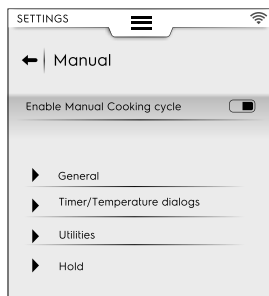 SETTINGS
Manual
Enable Manual Cooking cycle
General
Timer/Temperature dialogs
Utilities
Hold